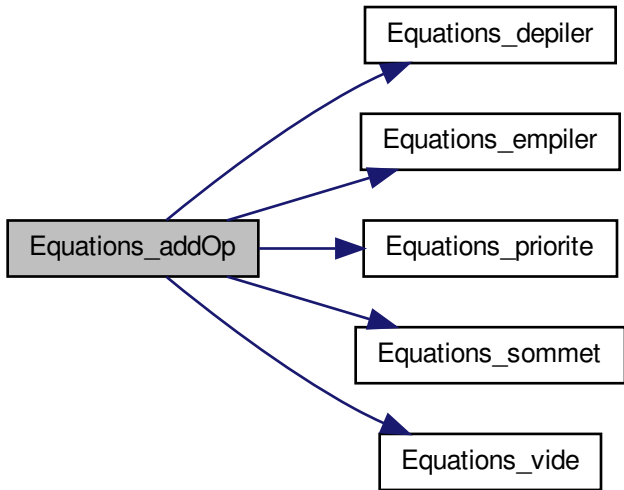 Equations_depiler
Equations_empiler
Equations_addOp
Equations_priorite
Equations_sommet
Equations_vide